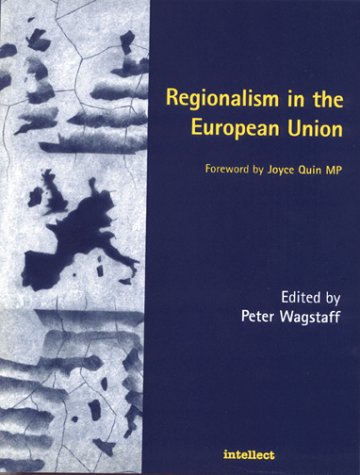 Regionalism in the
European Union
Foreword by Joyce Quin MP
Edited by
Peter Wagstaff
intellect